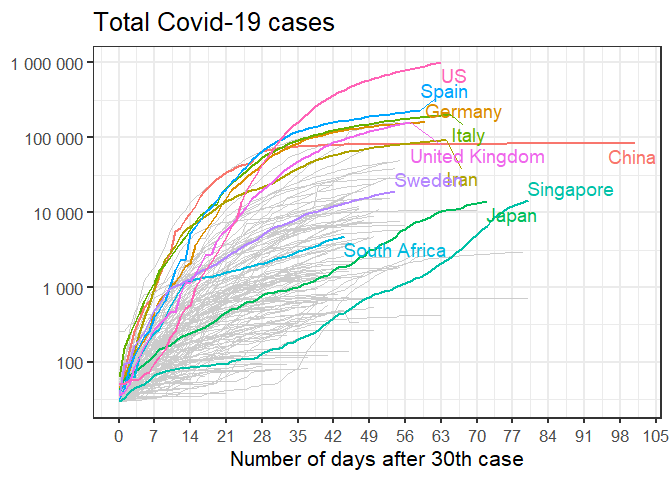 Total Covid-19 cases
1 000 000
100 000
10 000
1 000
100
US
Spain
Germany
Italy
United Kingdom
China
Iran
Sweden
Singapore
Japan
South Africa
0 7 14 21 28 35 42 49 56 63 70 77 84 91 98 105
Number of days after 30th case